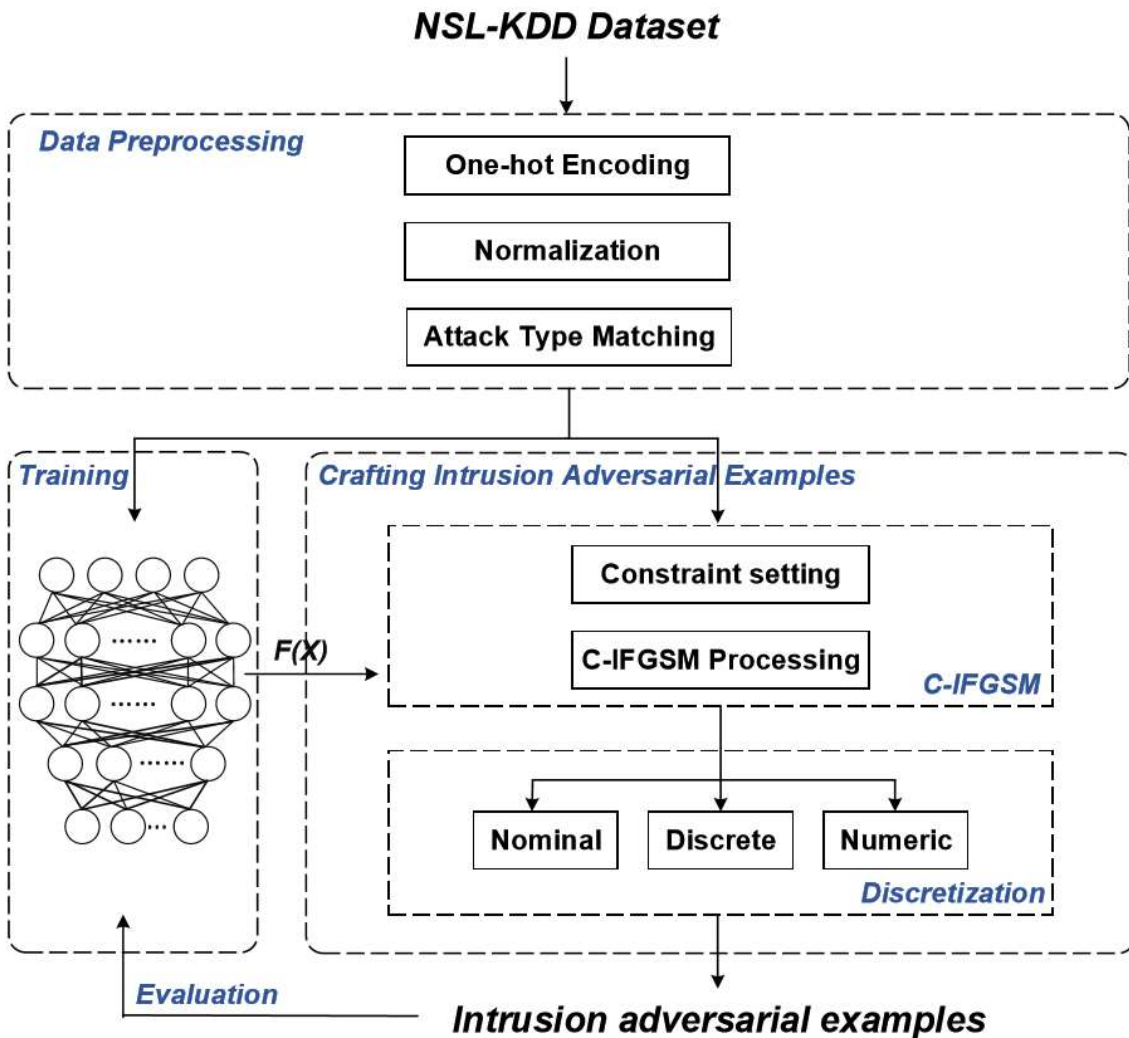 NSL-KDD Dataset
Data Preprocessing
One-hot Encoding
Normalization
Attack Type Matching
Training
Crafting Intrusion Adversarial Examples
Constraint setting
F(X)
C-IFGSM Processing
C-IFGSM
Nominal
Discrete
Numeric
Discretization
Evaluation
Intrusion adversarial examples